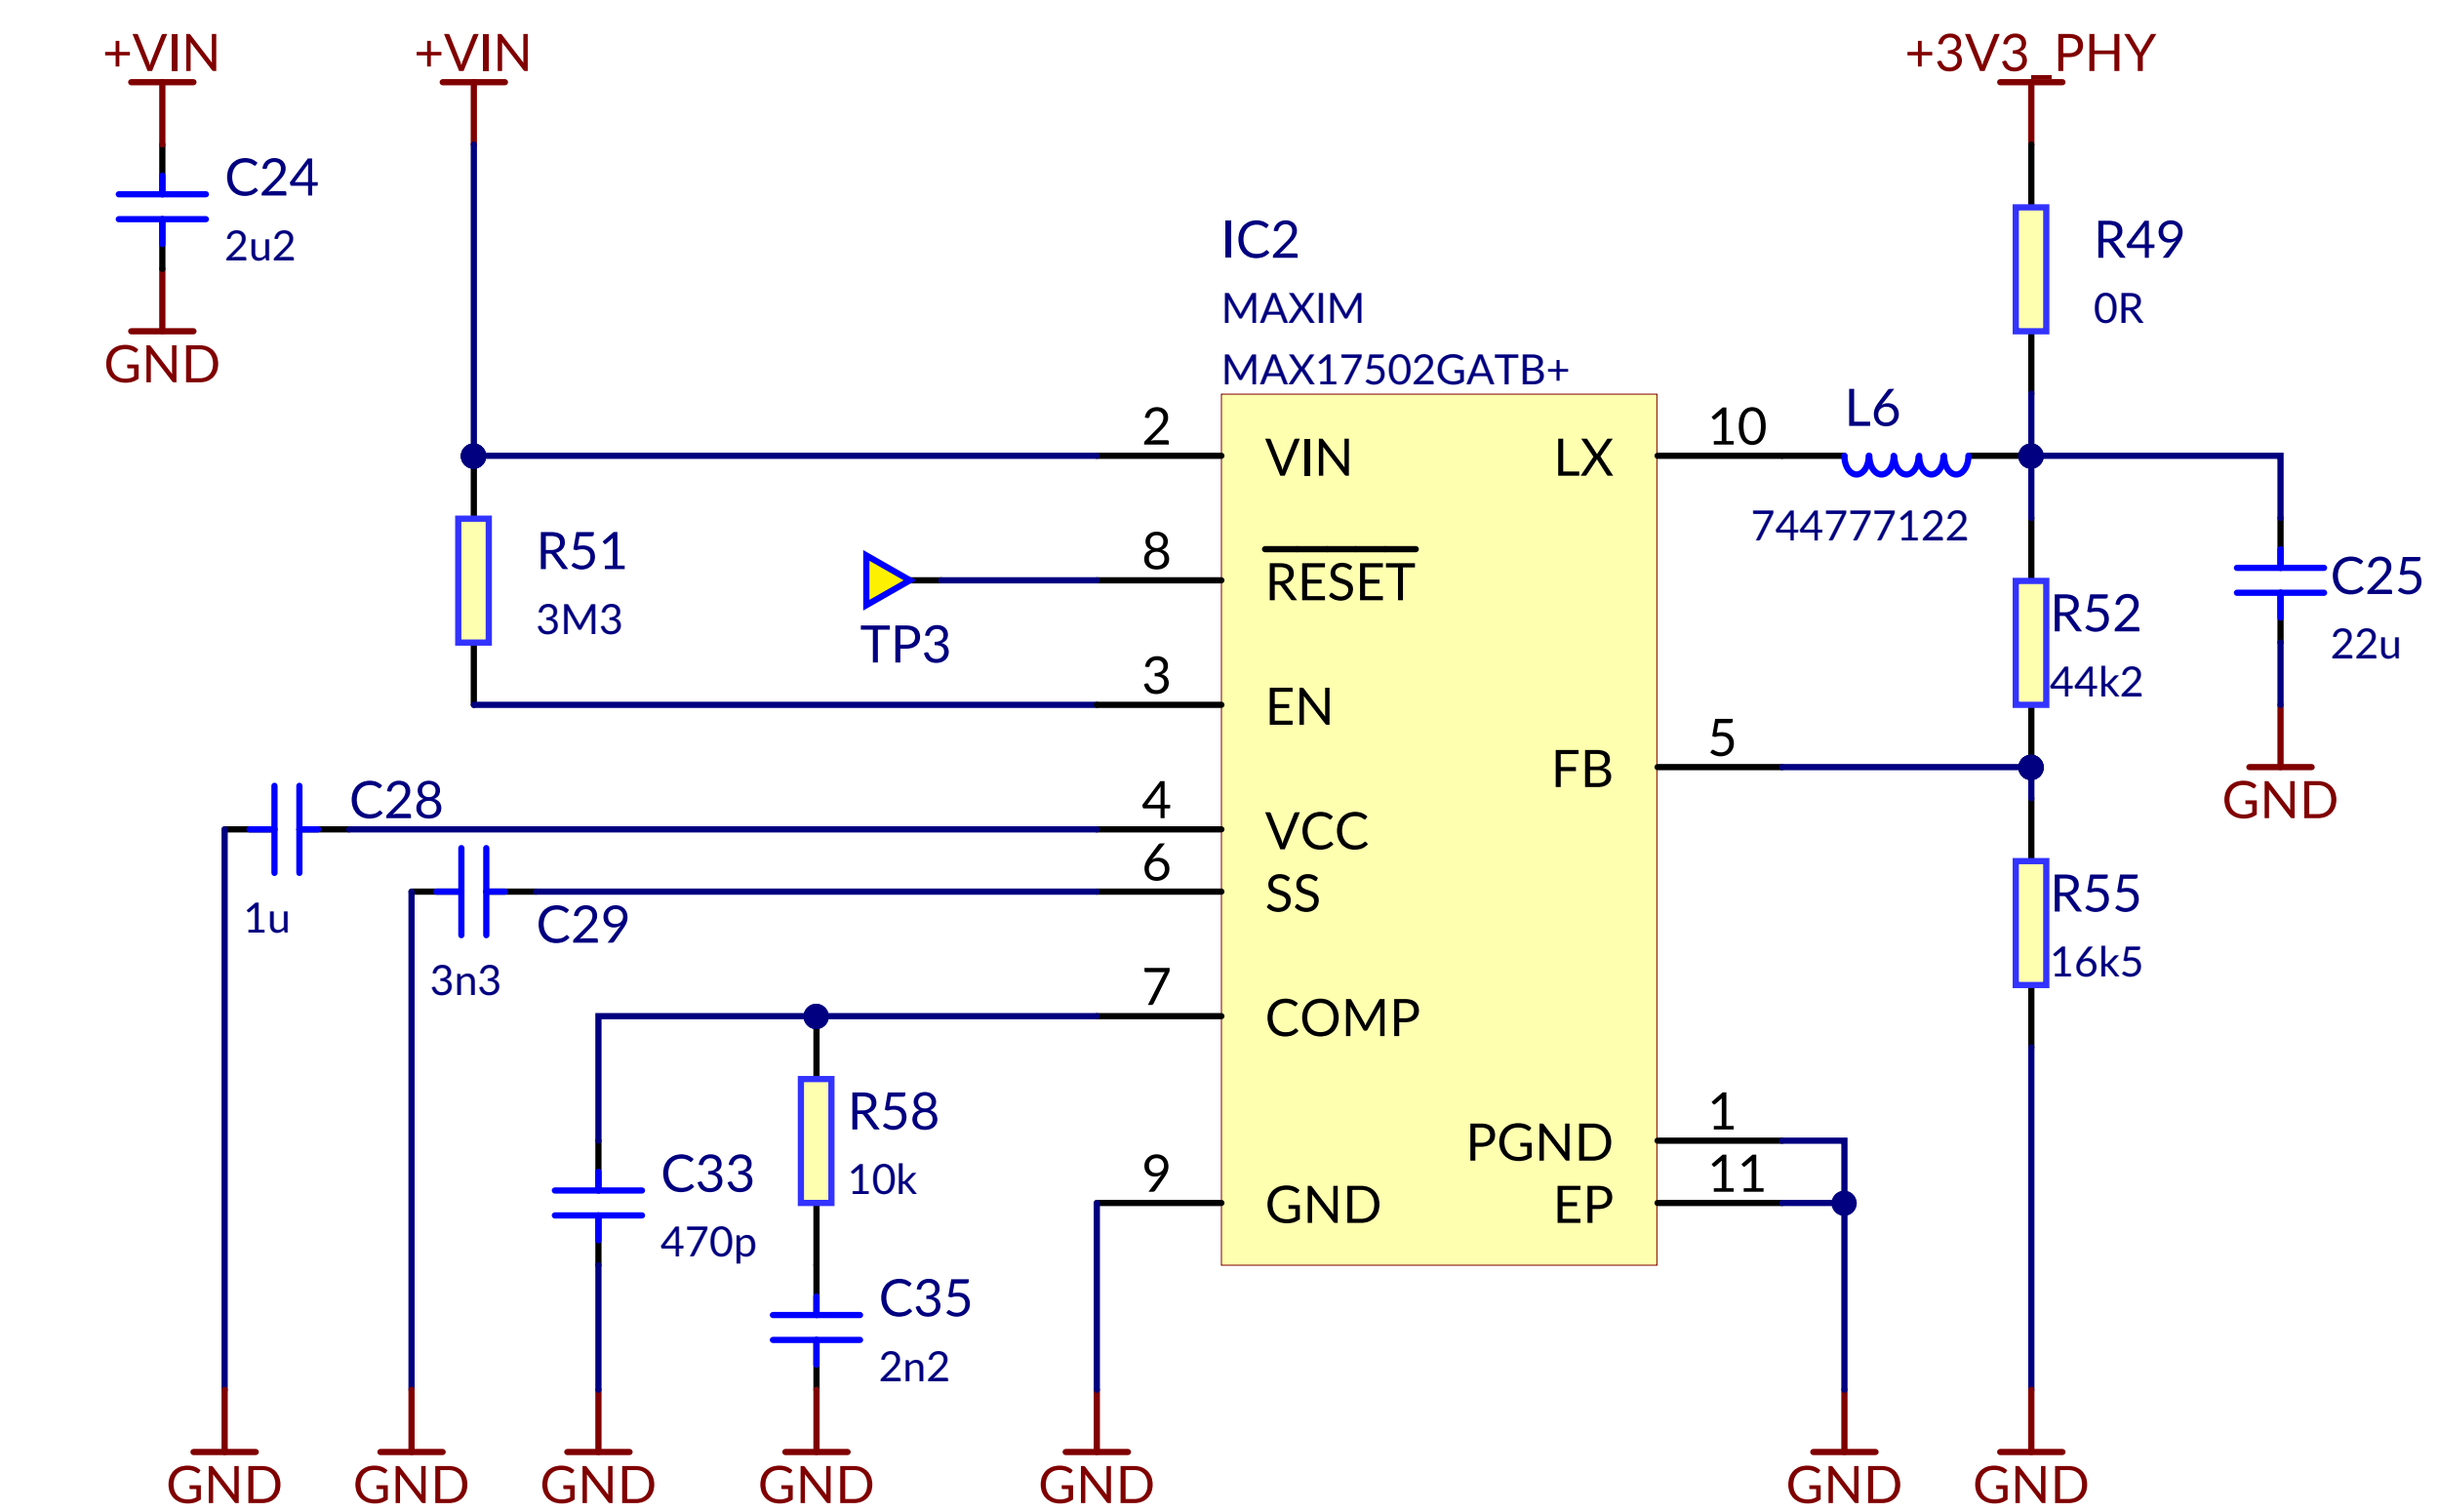 +VIN
+VIN
+3V3_PHY
C24
2u2
GND
IC2
MAXIM
MAX17502GATB+
R49
0R
L6
744777122
2
VIN
LX
10
R51
3M3
TP3
8
RESET
3
EN
R52
44k2
C25
22u
GND
5
FB
C28
1u
4
VCC
6
SS
C29
3n3
R55
16k5
7
COMP
R58
10k
C33
470p
C35
2n2
1
PGND
11
EP
9
GND
GND
GND
GND
GND
GND
GND
GND